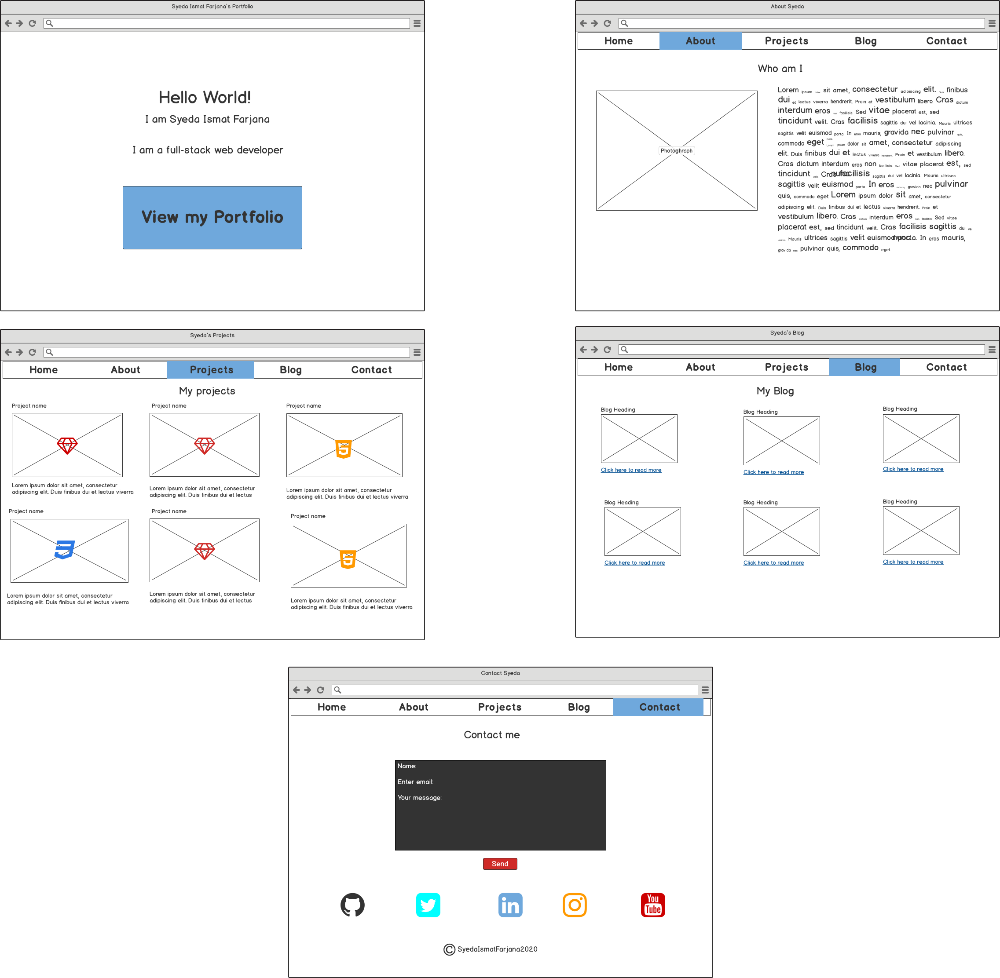 Syeda Ismat Farjana`s Portfolio
Hello World!
I am Syeda Ismat Farjana
I am a full-stack web developer
View my Portfolio
About Syeda
Home About Projects Blog Contact
Who am I
Photoghraph
Lorem ipsum dolor sit amet, consectetur adipiscing elit. Duis finibus
dui et lectus viverra hendrerit. Proin et vestibulum libero. Cras dictum
interdum eros non facilisis. Sed vitae placerat est, sed
tincidunt velit. Cras facilisis sagittis dui vel lacinia. Mauris ultrices
sagittis velit euismod porta. In eros mauris, gravida nec pulvinar quis,
commodo eget nunc. Lorem ipsum dolor sit amet, consectetur adipiscing
elit. Duis finibus dui et lectus viverra hendrerit. Proin et vestibulum libero.
Cras dictum interdum eros non facilisis. Sed vitae placerat est, sed
tincidunt velit. Cras nunc. facilisis sagittis dui vel lacinia. Mauris ultrices
sagittis velit euismod porta. In eros mauris, gravida nec pulvinar
quis, commodo eget Lorem ipsum dolor sit amet, consectetur
adipiscing elit. Duis finibus dui et lectus viverra hendrerit. Proin et
vestibulum libero. Cras dictum interdum eros non facilisis. Sed vitae
placerat est, sed tincidunt velit. Cras facilisis sagittis dui vel
lacinia. Mauris ultrices sagittis velit euismod nunc. porta. In eros mauris,
gravida nec pulvinar quis, commodo eget
Syeda`s Projects
Home About Projects Blog Contact
My projects
Project name
Lorem ipsum dolor sit amet, consectetur
adipiscing elit. Duis finibus dui et lectus viverra
Project name
Lorem ipsum dolor sit amet, consectetur
adipiscing elit. Duis finibus dui et lectus
Project name
Lorem ipsum dolor sit amet, consectetur
adipiscing elit. Duis finibus dui et lectus viverra
Project name
Lorem ipsum dolor sit amet, consectetur
adipiscing elit. Duis finibus dui et lectus viverra
Project name
Lorem ipsum dolor sit amet, consectetur
adipiscing elit. Duis finibus dui et lectus
Project name
Lorem ipsum dolor sit amet, consectetur
adipiscing elit. Duis finibus dui et lectus viverra
Syeda`s Blog
Home About Projects Blog Contact
My Blog
Blog Heading
Click here to read more
Blog Heading
Click here to read more
Blog Heading
Click here to read more
Blog Heading
Click here to read more
Blog Heading
Click here to read more
Blog Heading
Click here to read more
Contact Syeda
Home About Projects Blog Contact
Contact me
Name:
Enter email:
Your message:
Send
in
You
Tube
© SyedaIsmatFarjana2020